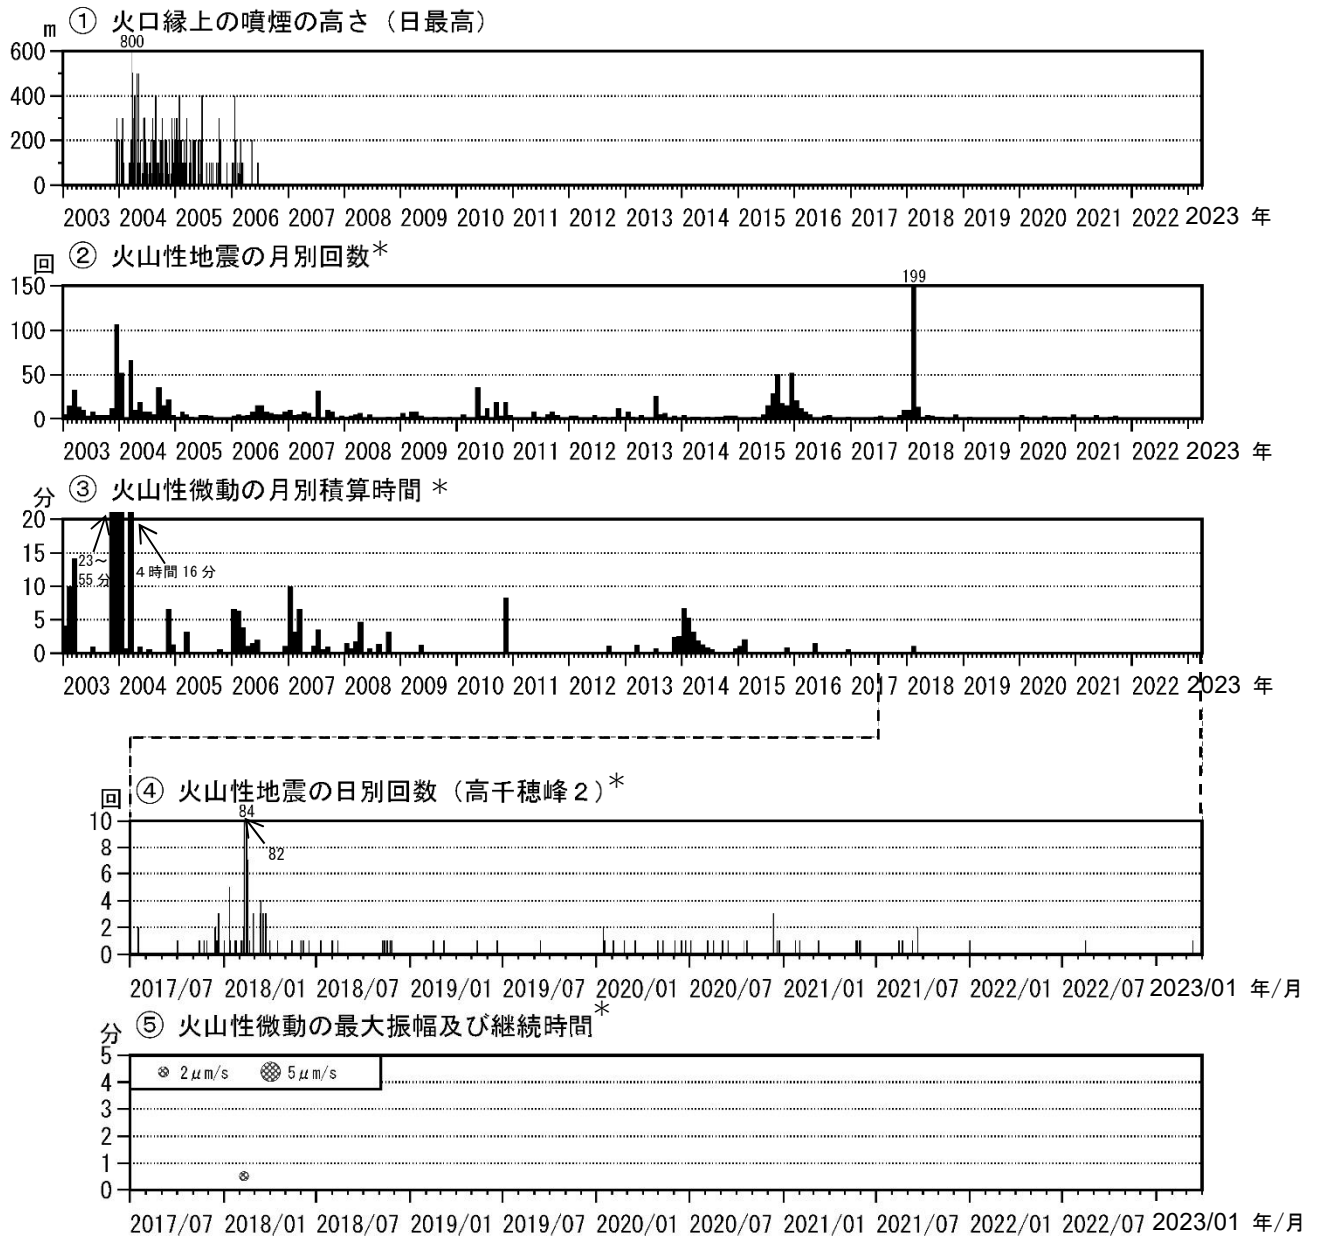 ① 火口縁上の噴煙の高さ（日最高）
m
800
600
400
200
0
2003 2004 2005 2006 2007 2008 2009 2010 2011 2012 2013 2014 2015 2016 2017 2018 2019 2020 2021 2022 2023 年
回 ② 火山性地震の月別回数＊
199
150
100
50
0
2003 2004 2005 2006 2007 2008 2009 2010 2011 2012 2013 2014 2015 2016 2017 2018 2019 2020 2021 2022 2023 年
分 ③ 火山性微動の月別積算時間＊
20
15
10
5
0
23～
55分
4時間16分
2003 2004 2005 2006 2007 2008 2009 2010 2011 2012 2013 2014 2015 2016 2017 2018 2019 2020 2021 2022 2023 年
回 ④ 火山性地震の日別回数（高千穂峰２）＊
84
82
10
8
6
4
2
0
2017/07 2018/01 2018/07 2019/01 2019/07 2020/01 2020/07 2021/01 2021/07 2022/01 2022/07 2023/01 年/月
分 ⑤ 火山性微動の最大振幅及び継続時間＊
5
4
3
2
1
0
2μm/s 5μm/s
2017/07 2018/01 2018/07 2019/01 2019/07 2020/01 2020/07 2021/01 2021/07 2022/01 2022/07 2023/01 年/月